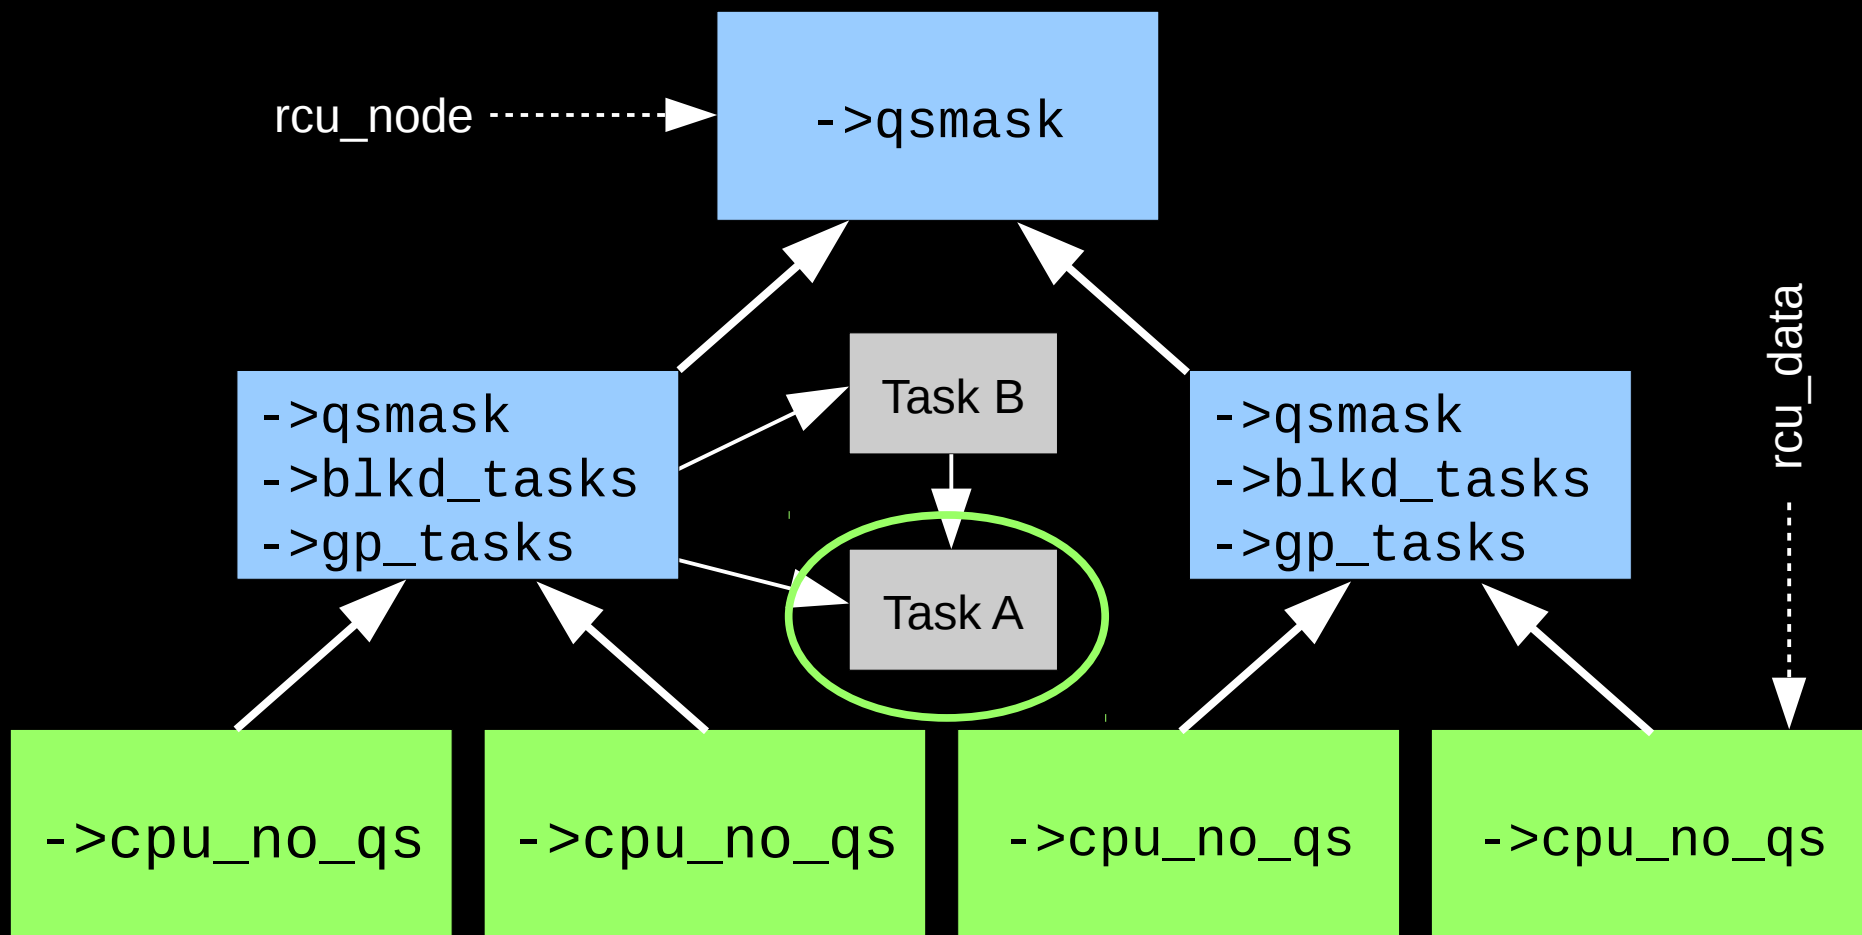 rcu_node
->qsmask
rcu_data
Task B
->qsmask
->blkd_tasks
->gp_tasks
->qsmask
->blkd_tasks
->gp_tasks
Task A
->cpu_no_qs
->cpu_no_qs
->cpu_no_qs
->cpu_no_qs